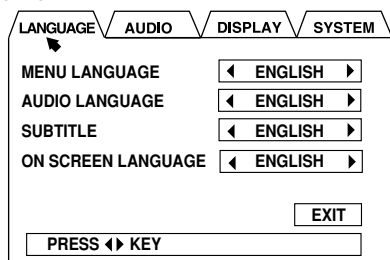 LANGUAGE AUDIO DISPLAY SYSTEM
MENU LANGUAGE ◀ ENGLISH ▶
AUDIO LANGUAGE ◀ ENGLISH ▶
SUBTITLE ◀ ENGLISH ▶
ON SCREEN LANGUAGE ◀ ENGLISH ▶
EXIT
PRESS ◀▶ KEY